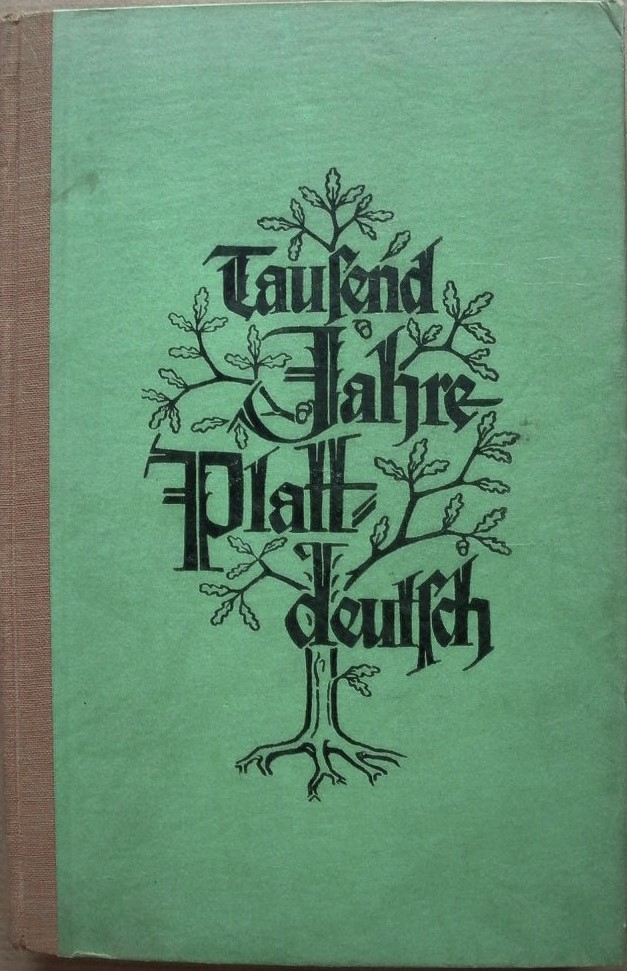 Tauſend
Jahre
Platt⸗
deutſch